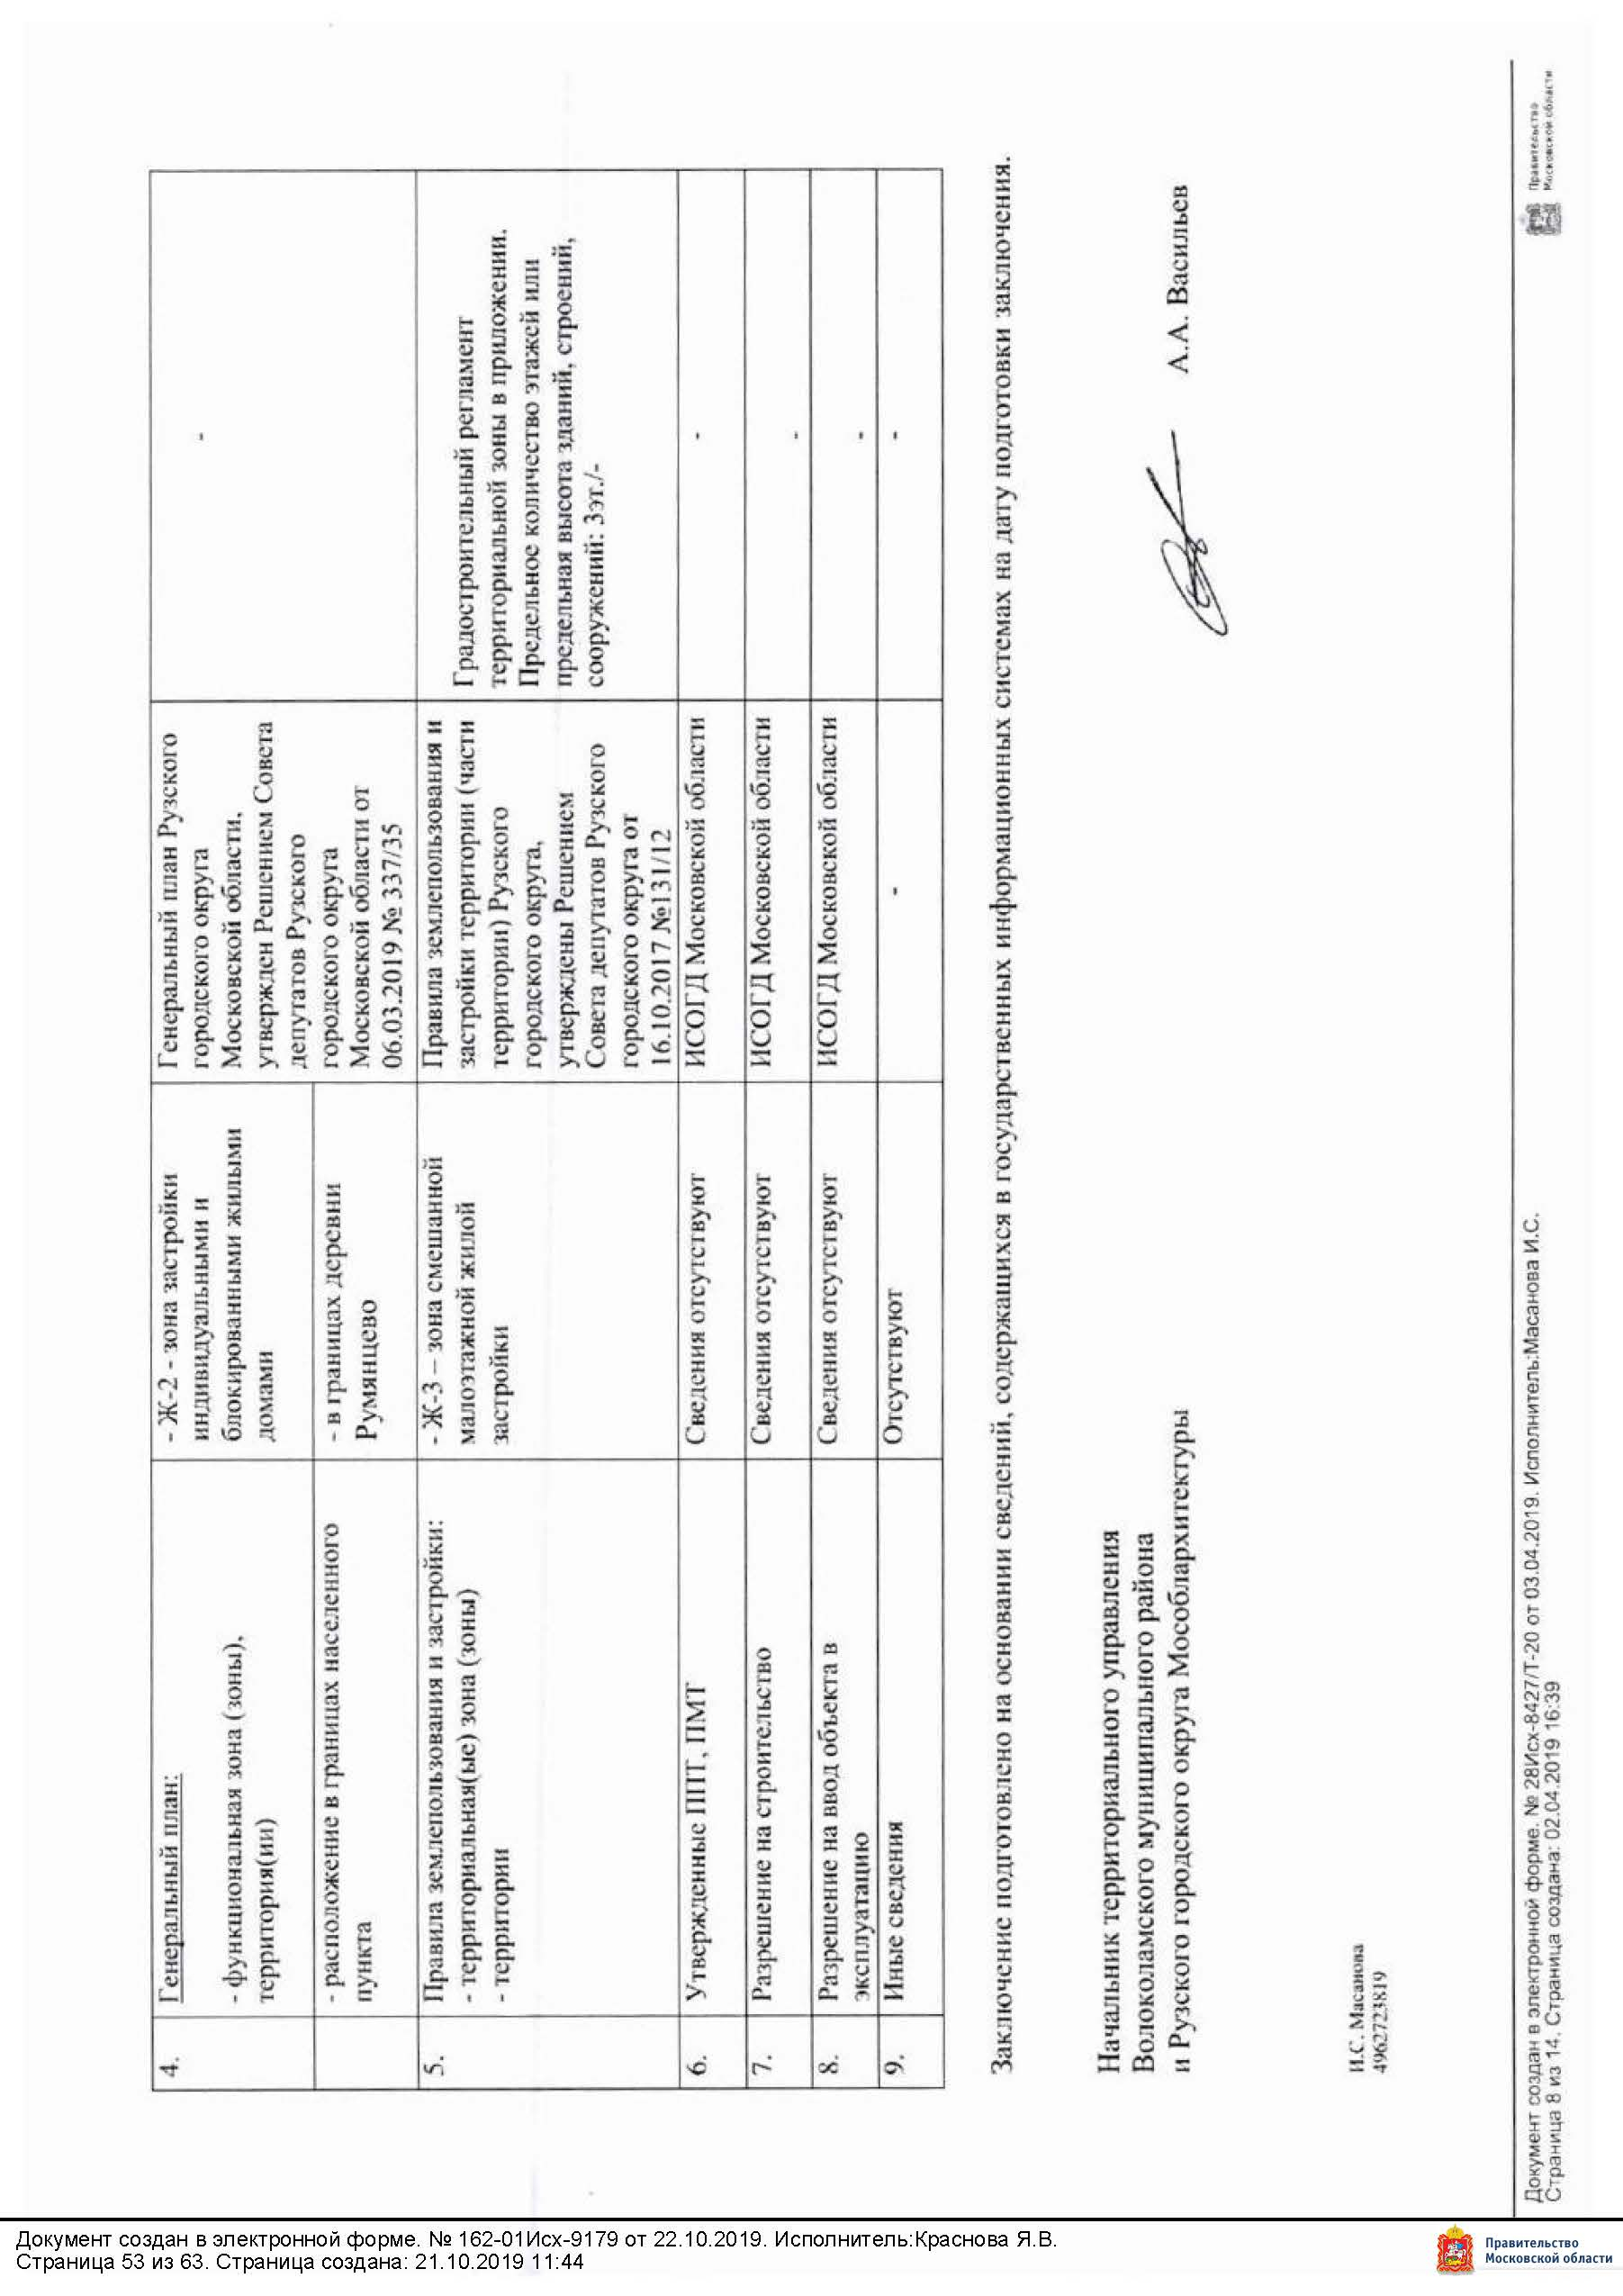 4.
Генеральный план:
- функциональная зона (зоны),
территория(ии)
- Ж-2 - зона застройки
индивидуальными и
блокированными жилыми
домами
Генеральный план Рузского
городского округа
Московской области,
утвержден Решением Совета
депутатов Рузского
городского округа
Московской области от
06.03.2019 № 337/35
-
- расположение в границах населенного
пункта
- в границах деревни
Румянцево
5.
Правила землепользования и застройки:
- территориальная(ые) зона (зоны)
- территории
- Ж-3 – зона смешанной
малоэтажной жилой
застройки
Правила землепользования и
застройки территории (части
территории) Рузского
городского округа,
утверждены Решением
Совета депутатов Рузского
городского округа от
16.10.2017 №131/12
Градостроительный регламент
территориальной зоны в приложении.
Предельное количество этажей или
предельная высота зданий, строений,
сооружений: 3эт./-
6.
Утвержденные ППТ, ПМТ
Сведения отсутствуют
ИСОГД Московской области
-
7.
Разрешение на строительство
Сведения отсутствуют
ИСОГД Московской области
-
8.
Разрешение на ввод объекта в
эксплуатацию
Сведения отсутствуют
ИСОГД Московской области
-
9.
Иные сведения
Отсутствуют
-
-
Заключение подготовлено на основании сведений, содержащихся в государственных информационных системах на дату подготовки заключения.
Начальник территориального управления
Волоколамского муниципального района
и Рузского городского округа Мособлархитектуры
А.А. Васильев
И.С. Масанова
4962723819
Документ создан в электронной форме. № 28Исх-8427/Т-20 от 03.04.2019. Исполнитель:Масанова И.С.
Страница 8 из 14. Страница создана: 02.04.2019 16:39
Правительство
Московской области
Документ создан в электронной форме. № 162-01Исх-9179 от 22.10.2019. Исполнитель:Краснова Я.В.
Страница 53 из 63. Страница создана: 21.10.2019 11:44
Правительство
Московской области